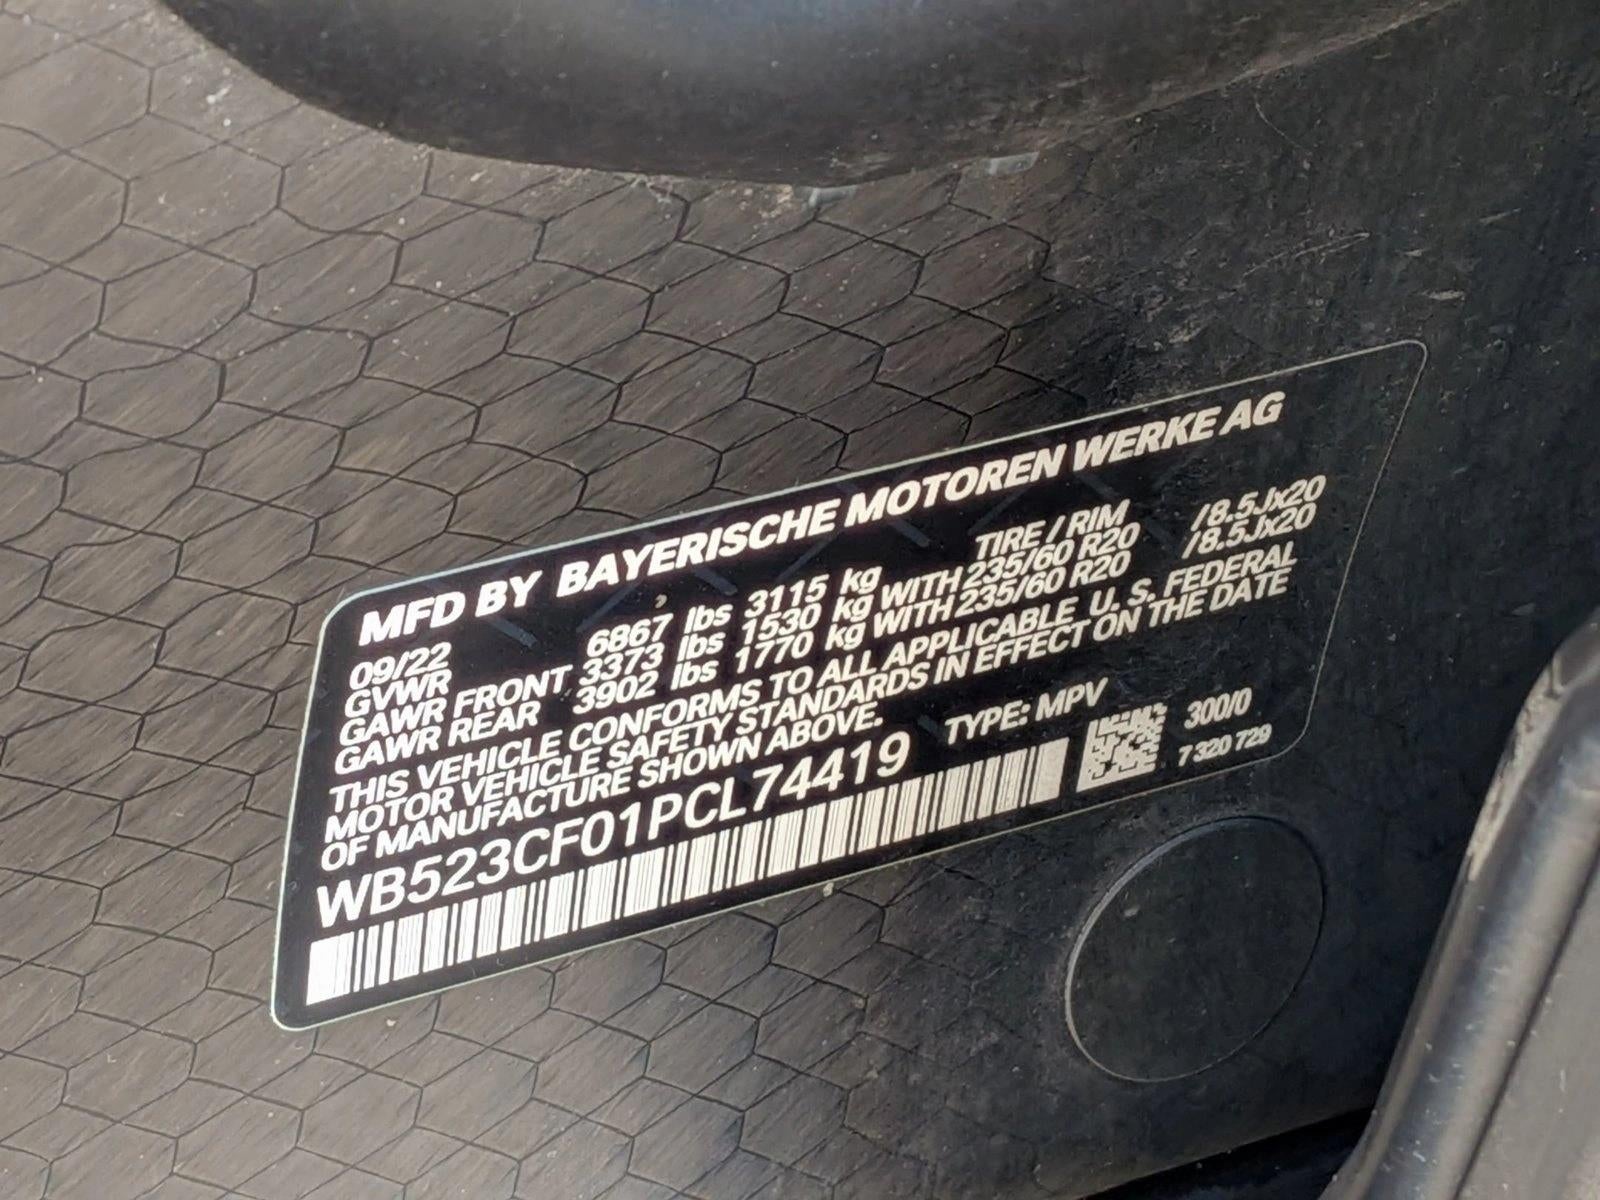 MFD BY BAYERISCHE MOTOREN WERKE AG
09/22 TIRE / RIM
GVWR 6867 lbs 3115 kg
GAWR FRONT 3373 lbs 1530 kg WITH 235/60 R20 /8.5Jx20
GAWR REAR 3902 lbs 1770 kg WITH 235/60 R20 /8.5Jx20
THIS VEHICLE CONFORMS TO ALL APPLICABLE U. S. FEDERAL
MOTOR VEHICLE SAFETY STANDARDS IN EFFECT ON THE DATE
OF MANUFACTURE SHOWN ABOVE.
WB523CF01PCL74419 TYPE: MPV 300/0
7 320 729